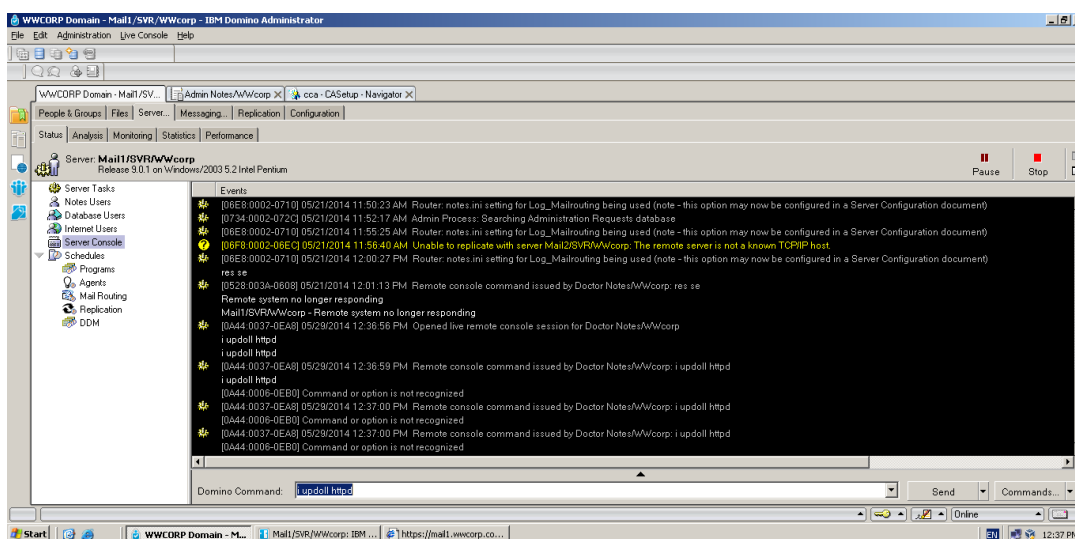 WWCORP Domain - Mail1/SVR/WWcorp - IBM Domino Administrator
File Edit Administration Live Console Help
WWCORP Domain - Mail1/SV... Admin Notes/WWcorp cca - CASetup - Navigator
People & Groups Files Server... Messaging... Replication Configuration
Status Analysis Monitoring Statistics Performance
Server: Mail1/SVR/WWcorp
Release 9.0.1 on Windows/2003 5.2 Intel Pentium
Pause Stop
Server Tasks
Notes Users
Database Users
Internet Users
Server Console
Schedules
Programs
Agents
Mail Routing
Replication
DDM
Events
[06E8:0002-0710] 05/21/2014 11:50:23 AM Router: notes.ini setting for Log_Mailrouting being used (note - this option may now be configured in a Server Configuration document)
[0734:0002-072C] 05/21/2014 11:52:17 AM Admin Process: Searching Administration Requests database
[06E8:0002-0710] 05/21/2014 11:55:25 AM Router: notes.ini setting for Log_Mailrouting being used (note - this option may now be configured in a Server Configuration document)
[06F8:0002-06EC] 05/21/2014 11:56:40 AM Unable to replicate with server Mail2/SVR/WWcorp: The remote server is not a known TCP/IP host.
[06E8:0002-0710] 05/21/2014 12:00:27 PM Router: notes.ini setting for Log_Mailrouting being used (note - this option may now be configured in a Server Configuration document)
res se
[0528:003A-0608] 05/21/2014 12:01:13 PM Remote console command issued by Doctor Notes/WWcorp: res se
Remote system no longer responding
Mail1/SVR/WWcorp - Remote system no longer responding
[0A44:0037-0EA8] 05/29/2014 12:36:56 PM Opened live remote console session for Doctor Notes/WWcorp
i updoll httpd
i updoll httpd
[0A44:0037-0EA8] 05/29/2014 12:36:59 PM Remote console command issued by Doctor Notes/WWcorp: i updoll httpd
i updoll httpd
[0A44:0006-0EB0] Command or option is not recognized
[0A44:0037-0EA8] 05/29/2014 12:37:00 PM Remote console command issued by Doctor Notes/WWcorp: i updoll httpd
[0A44:0006-0EB0] Command or option is not recognized
[0A44:0037-0EA8] 05/29/2014 12:37:00 PM Remote console command issued by Doctor Notes/WWcorp: i updoll httpd
[0A44:0006-0EB0] Command or option is not recognized
Domino Command: i updoll httpd Send Commands...
Online
Start WWCORP Domain - M... Mail1/SVR/WWcorp: IBM ... https://mail1.wwcorp.co... EN 12:37 PM